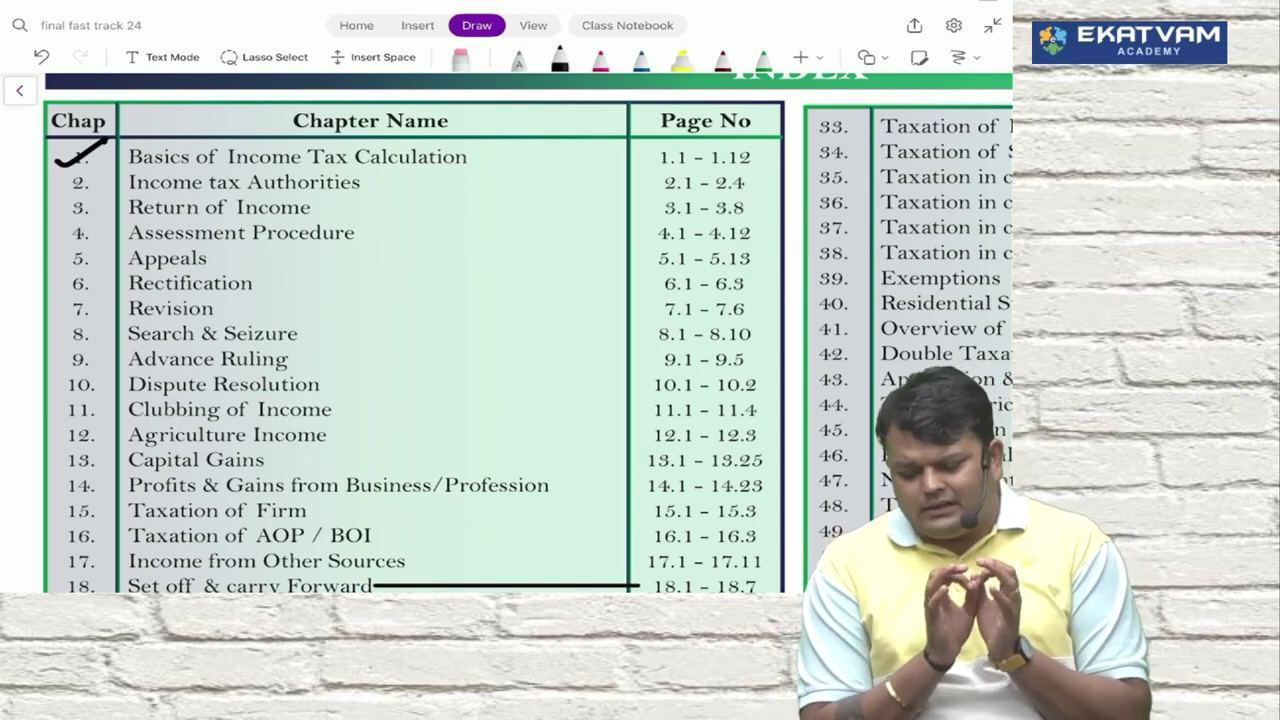 final fast track 24
Home Insert Draw View Class Notebook
EKATVAM
ACADEMY
Text Mode Lasso Select Insert Space
INDEX
Chap Chapter Name Page No
1. Basics of Income Tax Calculation 1.1 - 1.12
2. Income tax Authorities 2.1 - 2.4
3. Return of Income 3.1 - 3.8
4. Assessment Procedure 4.1 - 4.12
5. Appeals 5.1 - 5.13
6. Rectification 6.1 - 6.3
7. Revision 7.1 - 7.6
8. Search & Seizure 8.1 - 8.10
9. Advance Ruling 9.1 - 9.5
10. Dispute Resolution 10.1 - 10.2
11. Clubbing of Income 11.1 - 11.4
12. Agriculture Income 12.1 - 12.3
13. Capital Gains 13.1 - 13.25
14. Profits & Gains from Business/Profession 14.1 - 14.23
15. Taxation of Firm 15.1 - 15.3
16. Taxation of AOP / BOI 16.1 - 16.3
17. Income from Other Sources 17.1 - 17.11
18. Set off & carry Forward 18.1 - 18.7
33. Taxation of
34. Taxation of
35. Taxation in
36. Taxation in
37. Taxation in
38. Taxation in
39. Exemptions
40. Residential
41. Overview of
42. Double
43. &
44.
45.
46.
47.
48.
49.